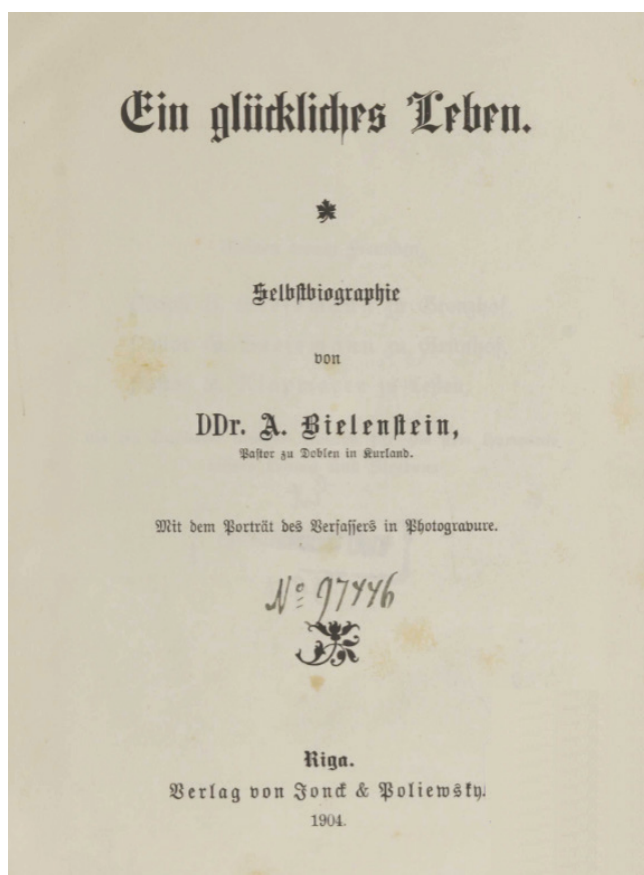 Ein glückliches Leben.
Selbstbiographie
von
DDr. A. Bielenstein,
Pastor zu Doblen in Kurland.
Mit dem Porträt des Verfassers in Photogravure.
No 97446
Riga.
Verlag von Jonck & Poliewsky.
1904.